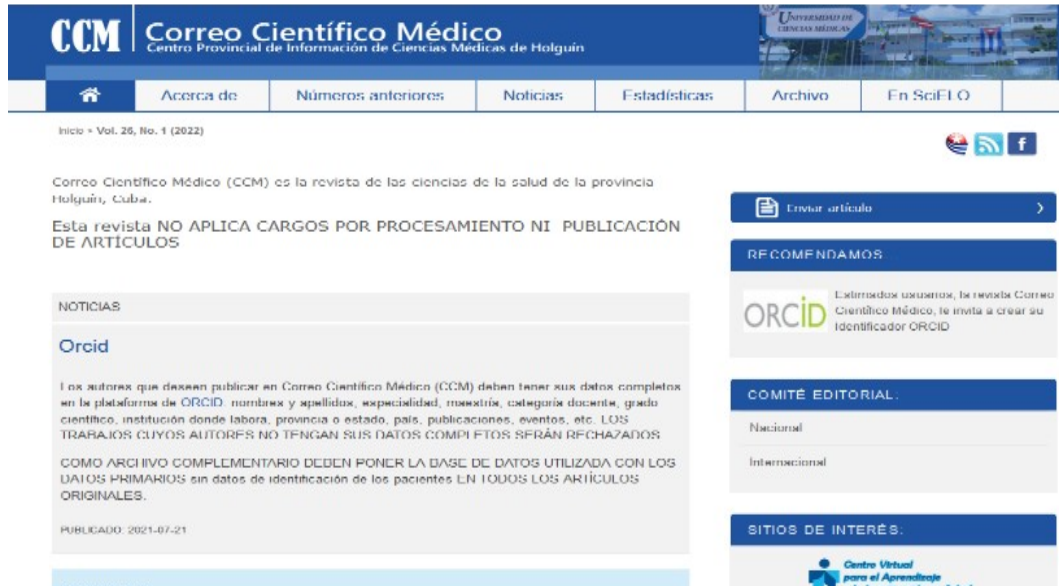 CCM
Correo Científico Médico
Centro Provincial de Información de Ciencias Médicas de Holguín
UNIVERSIDAD DE
CIENCIAS MÉDICAS
Acerca de
Números anteriores
Noticias
Estadísticas
Archivo
En SciELO
Inicio > Vol. 26, No. 1 (2022)
Correo Científico Médico (CCM) es la revista de las ciencias de la salud de la provincia
Holguín, Cuba.
Esta revista NO APLICA CARGOS POR PROCESAMIENTO NI PUBLICACIÓN
DE ARTÍCULOS
NOTICIAS
Orcid
Los autores que deseen publicar en Correo Científico Médico (CCM) deben tener sus datos completos
en la plataforma de ORCID: nombres y apellidos, especialidad, maestría, categoría docente, grado
científico, institución donde labora, provincia o estado, país, publicaciones, eventos, etc. LOS
TRABAJOS CUYOS AUTORES NO TENGAN SUS DATOS COMPLETOS SERÁN RECHAZADOS
COMO ARCHIVO COMPLEMENTARIO DEBEN PONER LA BASE DE DATOS UTILIZADA CON LOS
DATOS PRIMARIOS sin datos de identificación de los pacientes EN TODOS LOS ARTÍCULOS
ORIGINALES.
PUBLICADO: 2021-07-21
Enviar artículo
RECOMENDAMOS...
ORCID
Estimados usuarios, la revista Correo
Científico Médico, le invita a crear su
Identificador ORCID
COMITÉ EDITORIAL:
Nacional
Internacional
SITIOS DE INTERÉS:
Centro Virtual
para el Aprendizaje